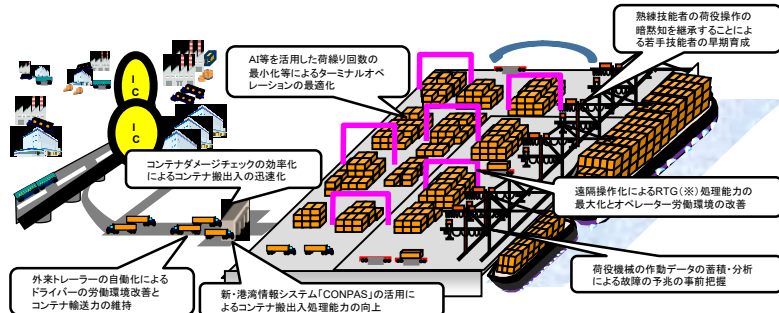 熟練技能者の荷役操作の
暗黙知を継承することに
よる若手技能者の早期育成
AI等を活用した荷繰り回数の
最小化等によるターミナルオペ
レーションの最適化
IC
IC
コンテナダメージチェックの効率化
によるコンテナ搬出入の迅速化
遠隔操作化によるRTG(※)処理能力の
最大化とオペレーター労働環境の改善
外来トレーラーの自働化による
ドライバーの労働環境改善と
コンテナ輸送力の維持
新・港湾情報システム「CONPAS」の活用によ
るコンテナ搬出入処理能力の向上
荷役機械の作動データの蓄積・分析
による故障の予兆の事前把握